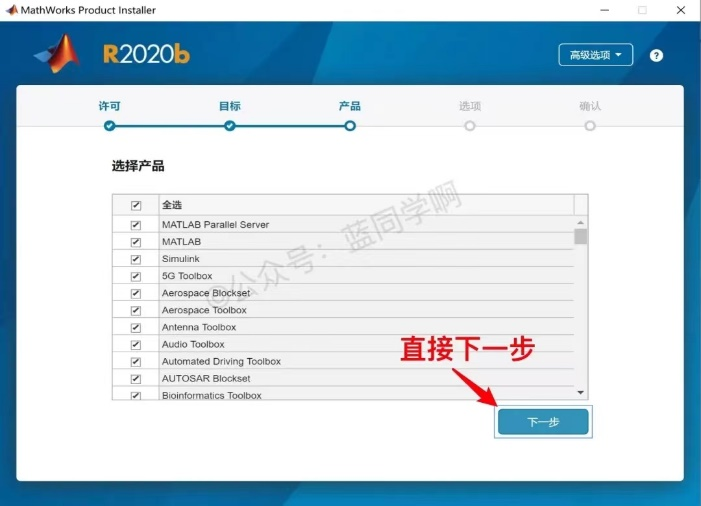 MathWorks Product Installer
R2020b
高级选项
?
许可
目标
产品
选项
确认
选择产品
全选
MATLAB Parallel Server
MATLAB
Simulink
5G Toolbox
Aerospace Blockset
Aerospace Toolbox
Antenna Toolbox
Audio Toolbox
Automated Driving Toolbox
AUTOSAR Blockset
Bioinformatics Toolbox
©公众号：蓝同学啊
直接下一步
下一步